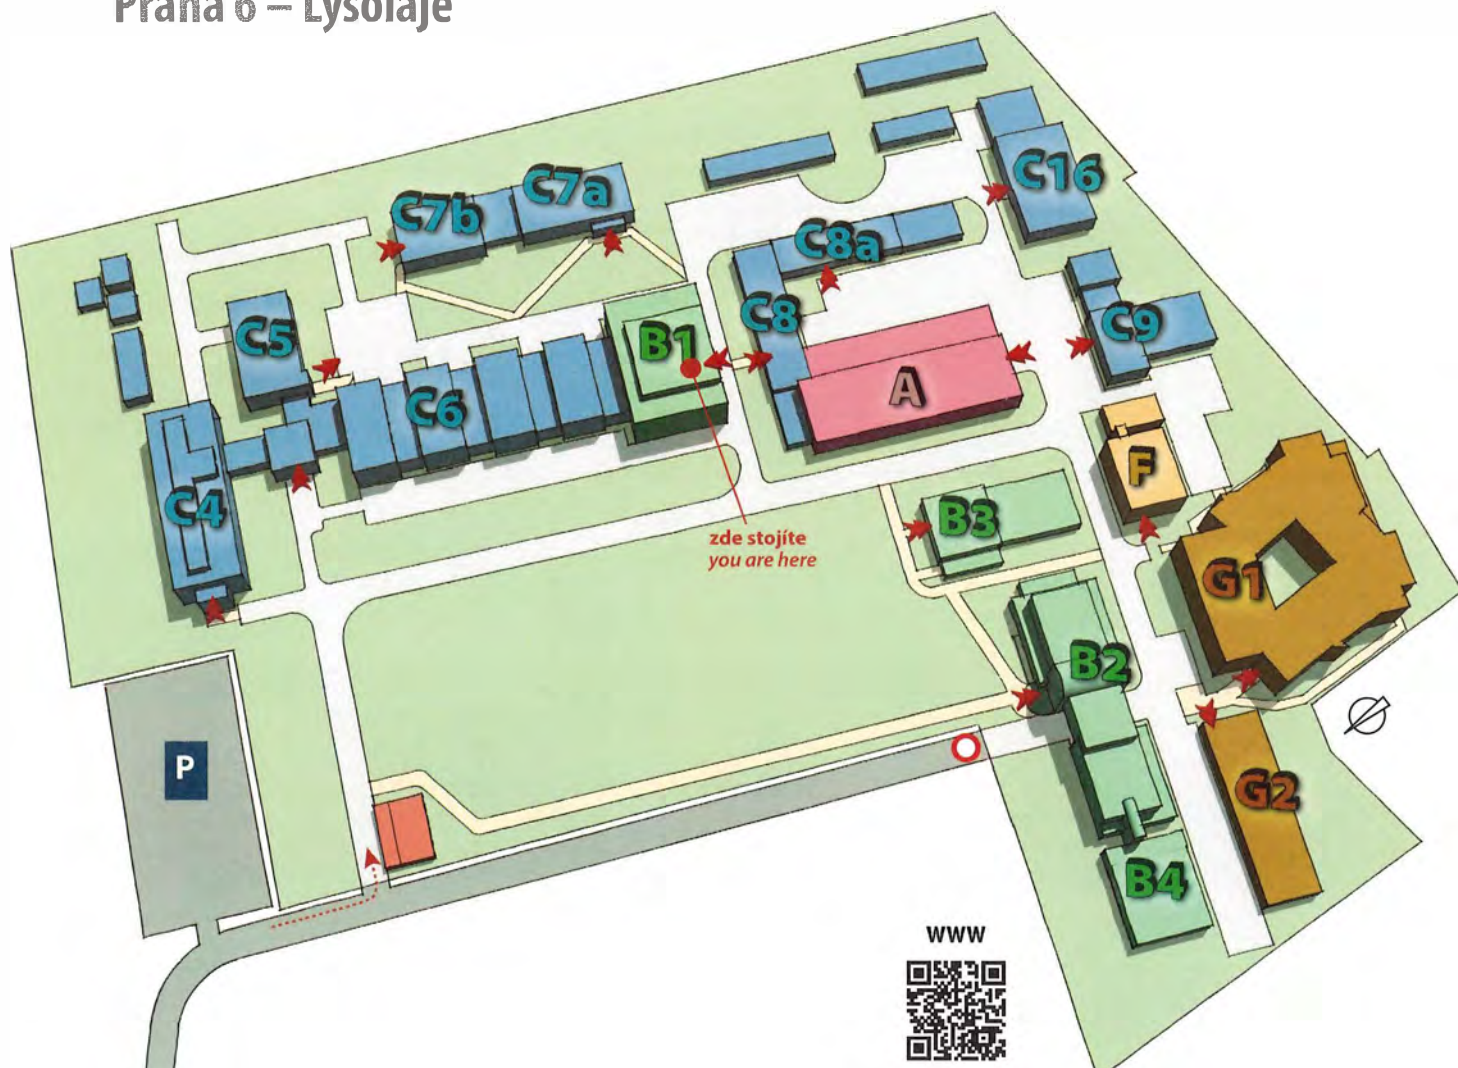 Praha 6 – Lysolaje
C16
C7a
C7b
C8a
C8
C9
C5
B1
A
C6
F
C4
B3
zde stojíte
you are here
G1
B2
P
G2
B4
www